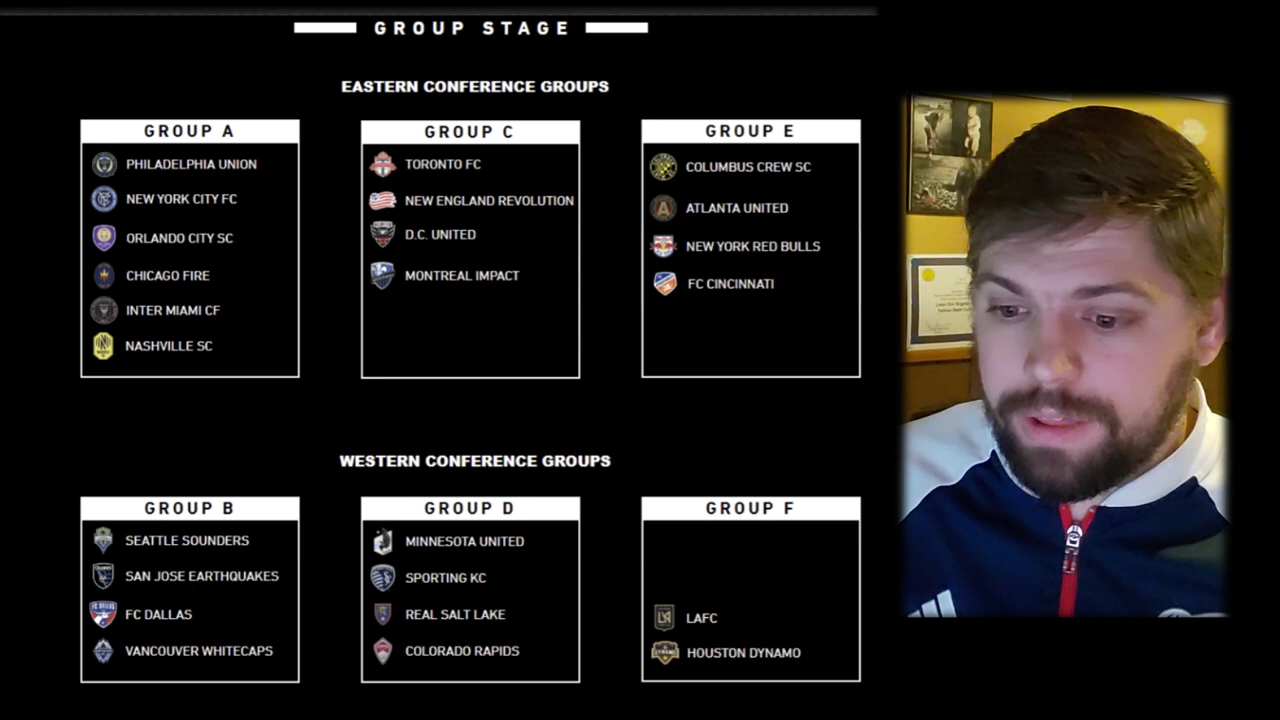 GROUP STAGE
EASTERN CONFERENCE GROUPS
GROUP A
PHILADELPHIA UNION
NEW YORK CITY FC
ORLANDO CITY SC
CHICAGO FIRE
INTER MIAMI CF
NASHVILLE SC
GROUP C
TORONTO FC
NEW ENGLAND REVOLUTION
D.C. UNITED
MONTREAL IMPACT
GROUP E
COLUMBUS CREW SC
ATLANTA UNITED
NEW YORK RED BULLS
FC CINCINNATI
WESTERN CONFERENCE GROUPS
GROUP B
SEATTLE SOUNDERS
SAN JOSE EARTHQUAKES
FC DALLAS
VANCOUVER WHITECAPS
GROUP D
MINNESOTA UNITED
SPORTING KC
REAL SALT LAKE
COLORADO RAPIDS
GROUP F
LAFC
HOUSTON DYNAMO